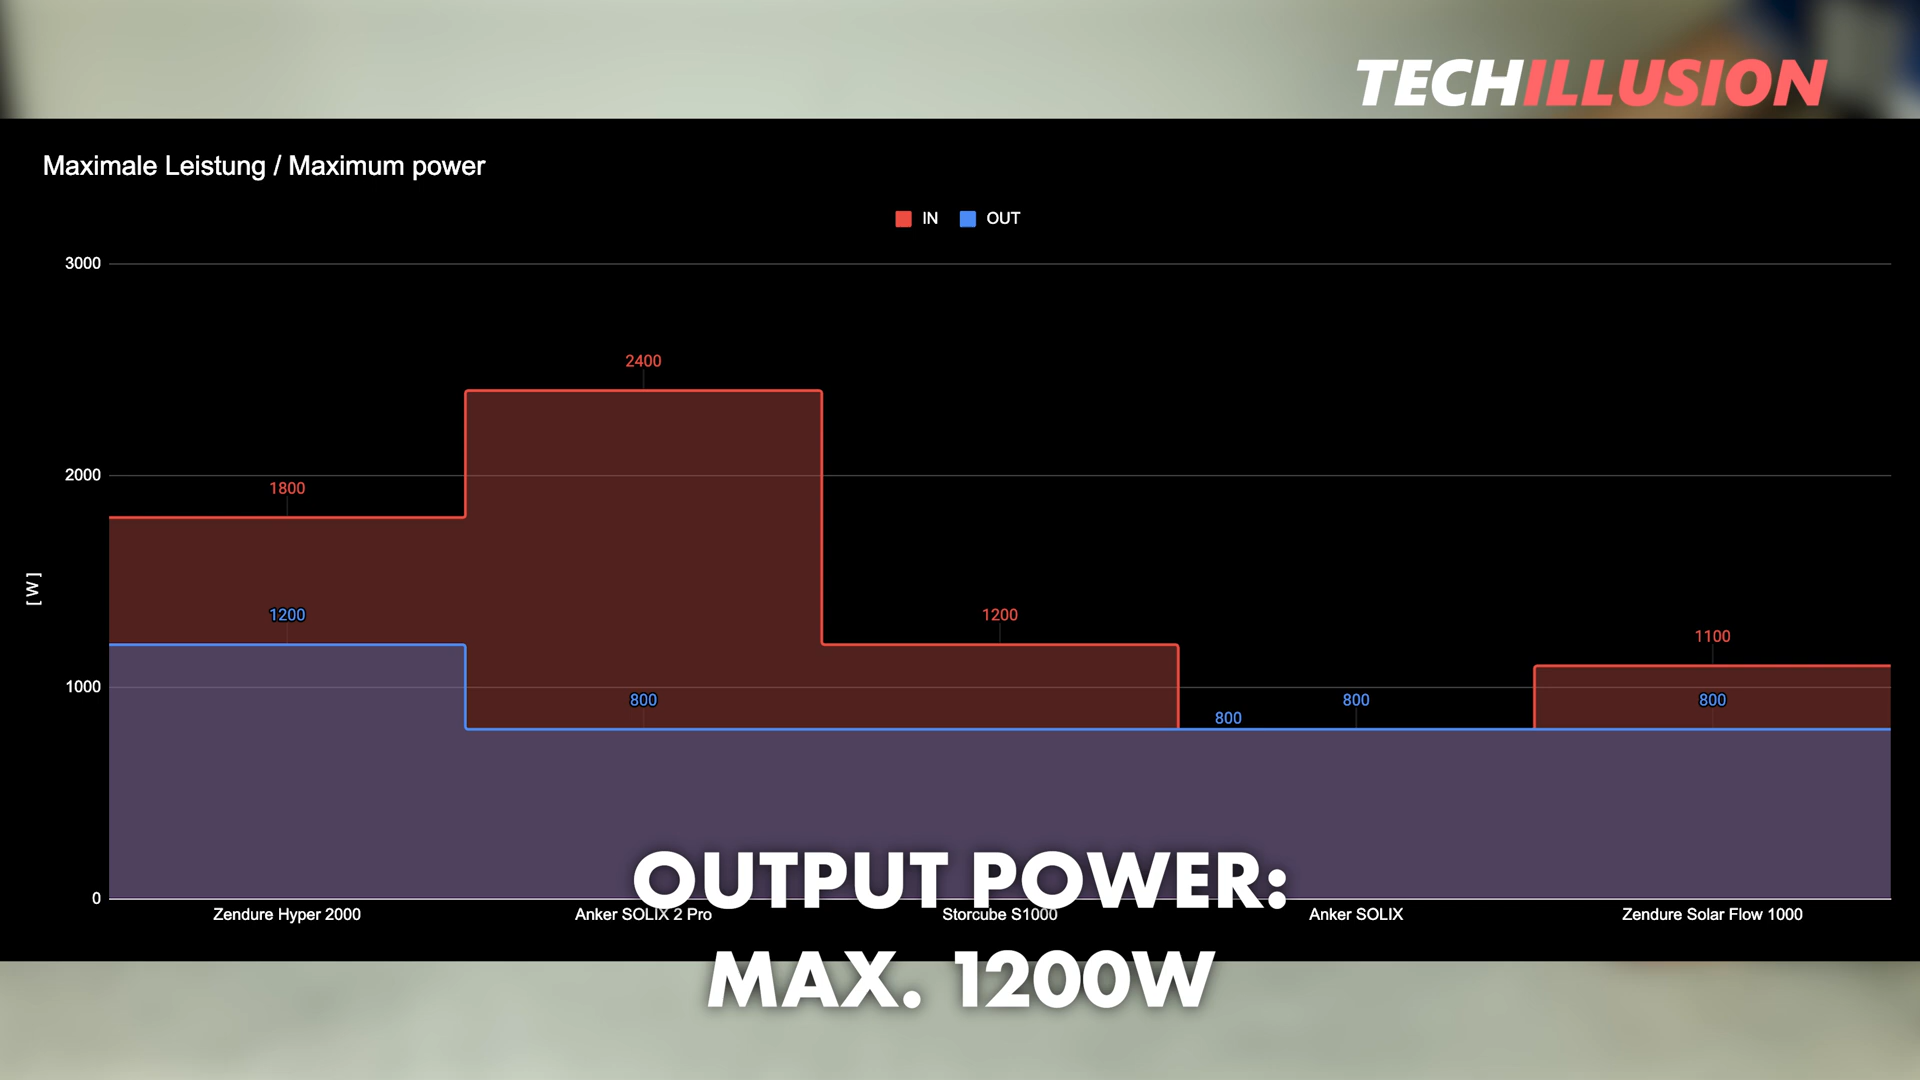 TECHILLUSION
Maximale Leistung / Maximum power
IN OUT
3000
2400
2000
1800
1200
1200
1100
1000
800
800
800
800
[W]
0
OUTPUT POWER:
Zendure Hyper 2000 Anker SOLIX 2 Pro Storcube S1000 Anker SOLIX Zendure Solar Flow 1000
MAX. 1200W